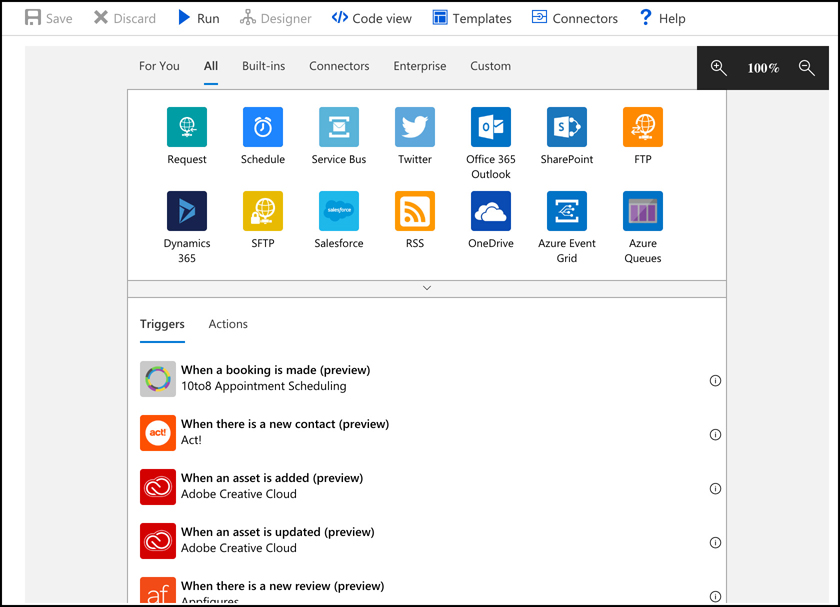 Save Discard Run Designer Code view Templates Connectors Help
For You All Built-ins Connectors Enterprise Custom
100%
Request Schedule Service Bus Twitter Office 365 SharePoint FTP
Outlook
salesforce
Dynamics SFTP Salesforce RSS OneDrive Azure Event Azure
365 Grid Queues
Triggers Actions
When a booking is made (preview)
10to8 Appointment Scheduling
act!
When there is a new contact (preview)
Act!
When an asset is added (preview)
Adobe Creative Cloud
When an asset is updated (preview)
Adobe Creative Cloud
af
When there is a new review (preview)
Appfigures